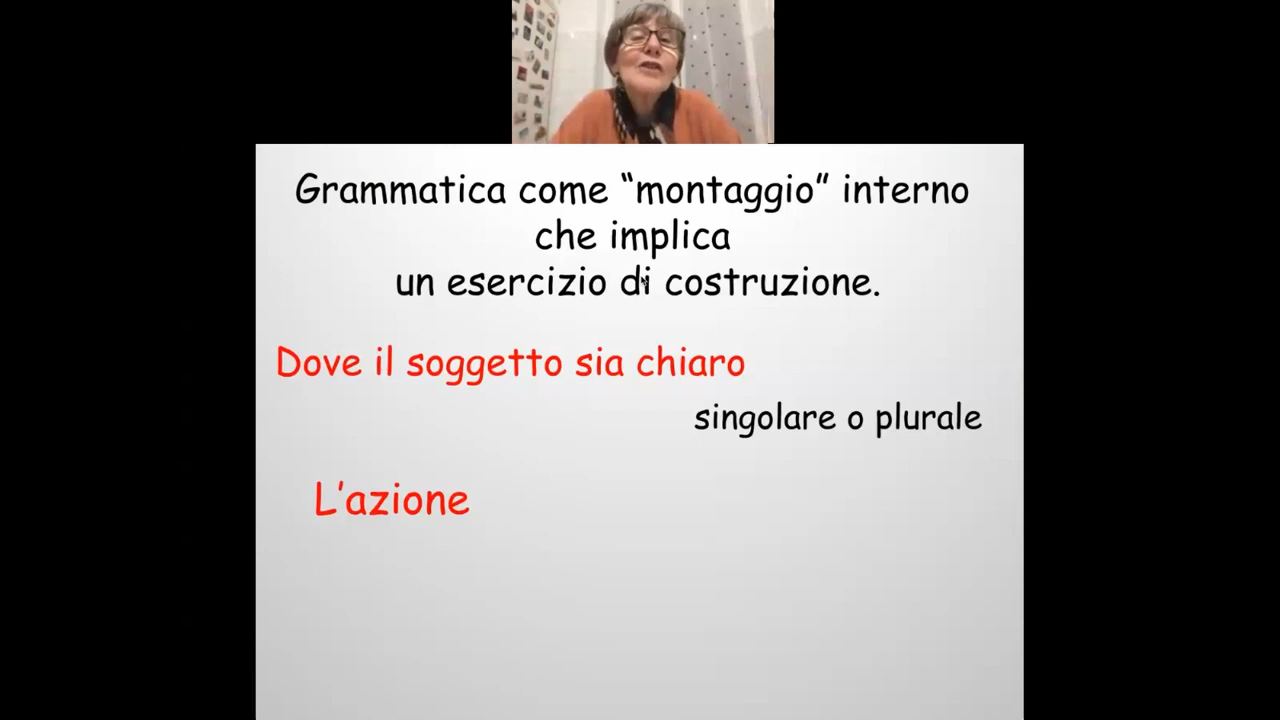 Grammatica come “montaggio” interno
che implica
un esercizio di costruzione.
Dove il soggetto sia chiaro
singolare o plurale
L’azione